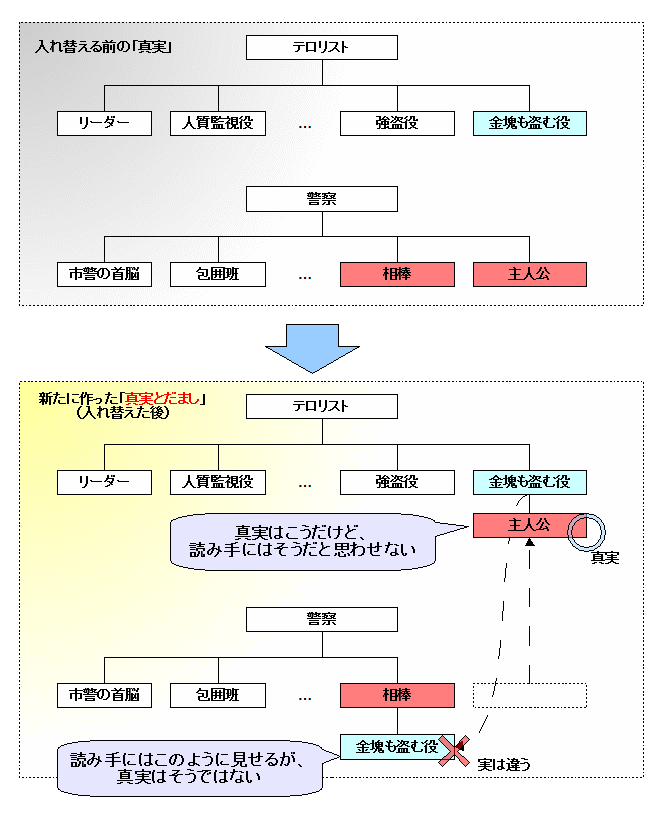 入れ替える前の「真実」
テロリスト
リーダー
人質監視役
…
強盗役
金塊も盗む役
警察
市警の首脳
包囲班
…
相棒
主人公
新たに作った「真実とだまし」
（入れ替えた後）
テロリスト
リーダー
人質監視役
…
強盗役
金塊も盗む役
真実はこうだけど、
読み手にはそうだと思わせない
主人公
真実
警察
市警の首脳
包囲班
…
相棒
読み手にはこのように見せるが、
真実はそうではない
金塊も盗む役
実は違う